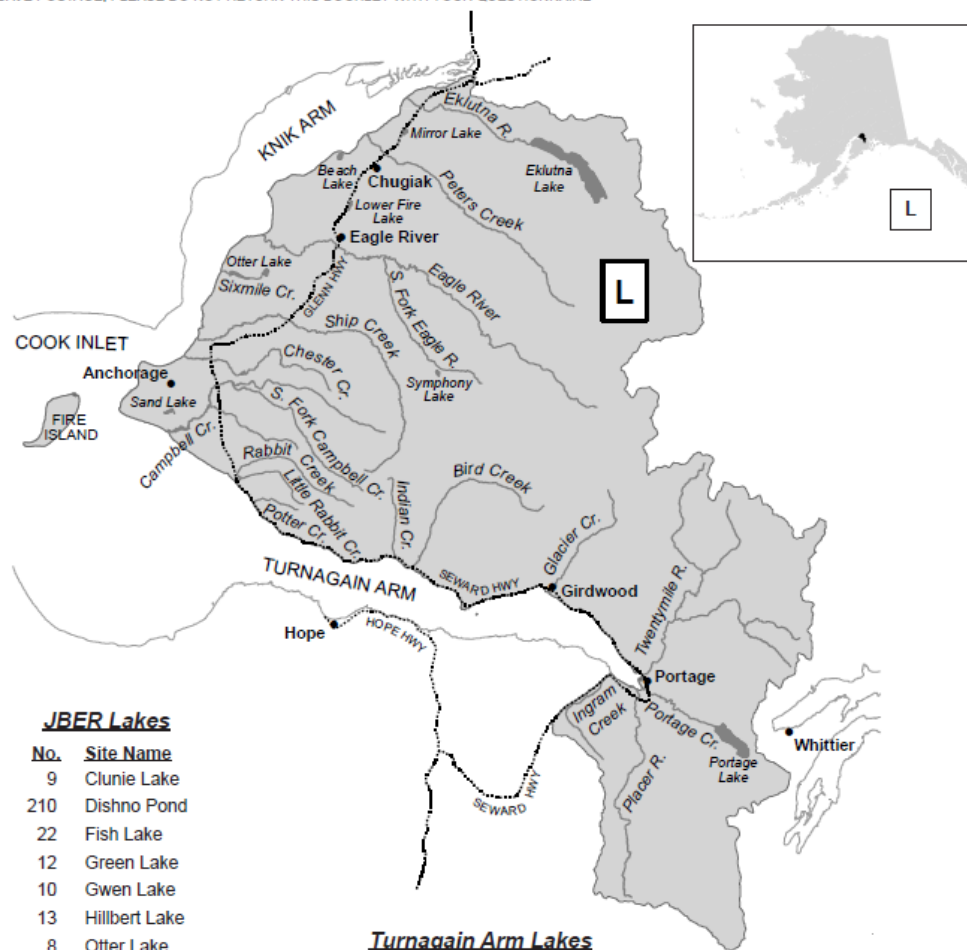 KNIK ARM
Eklutna R.
Mirror Lake
Beach
Lake
Chugiak
Eklutna
Lake
Peters Creek
Lower Fire
Lake
Eagle River
L
L
Otter Lake
Sixmile Cr.
GLENN HWY
S. Fork Eagle R.
Eagle River
Ship Creek
COOK INLET
Chester Cr.
Symphony
Lake
Anchorage
Sand Lake
FIRE
ISLAND
Campbell Cr.
S. Fork Campbell Cr.
Rabbit Creek
Little Rabbit Cr.
Potter Cr.
Indian Cr.
Bird Creek
Glacier Cr.
TURNAGAIN ARM
SEWARD HWY
Girdwood
Twentymile R.
Hope
HOPE HWY
Portage
Ingram
Creek
Portage Cr.
Placer R.
Portage
Lake
Whittier
SEWARD HWY
JBER Lakes
No. Site Name
9 Clunie Lake
210 Dishno Pond
22 Fish Lake
12 Green Lake
10 Gwen Lake
13 Hillbert Lake
8 Otter Lake
Turnagain Arm Lakes